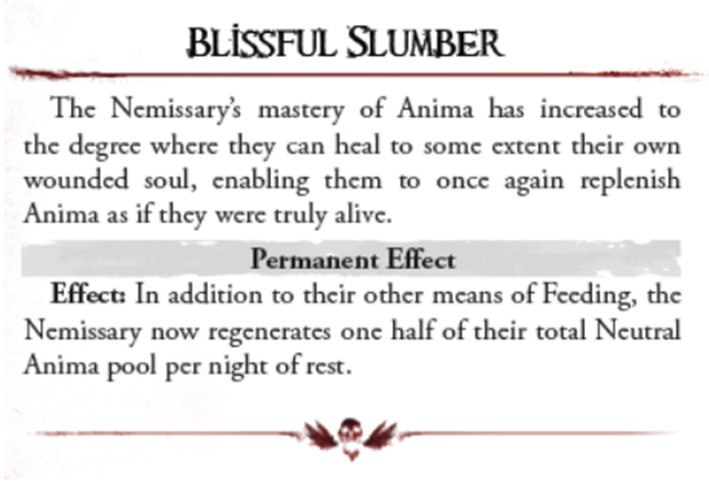 Blissful Slumber
The Nemissary's mastery of Anima has increased to
the degree where they can heal to some extent their own
wounded soul, enabling them to once again replenish
Anima as if they were truly alive.
Permanent Effect
Effect: In addition to their other means of Feeding, the
Nemissary now regenerates one half of their total Neutral
Anima pool per night of rest.